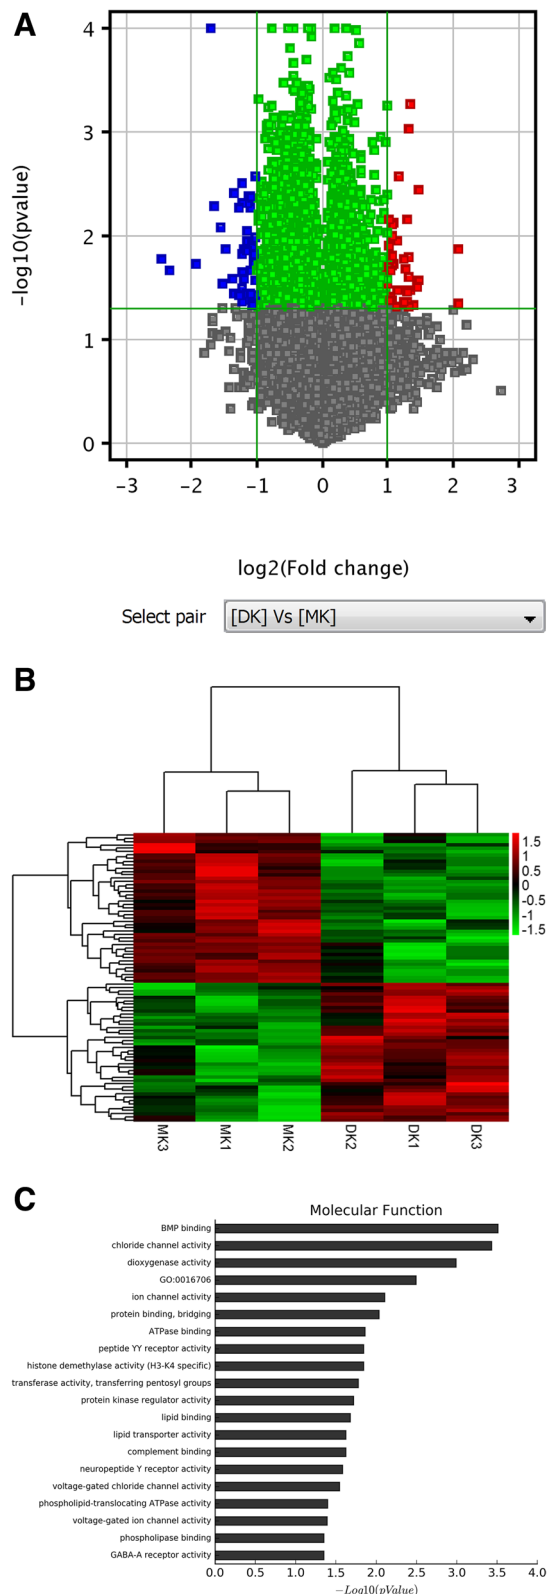 A
4
3
2
1
0
-log10(pvalue)
-3 -2 -1 0 1 2 3
log2(Fold change)
Select pair [DK] Vs [MK]
B
1.5
1
0.5
0
-0.5
-1
-1.5
MK3 MK1 MK2 DK2 DK1 DK3
C
Molecular Function
BMP binding
chloride channel activity
dioxygenase activity
GO:0016706
ion channel activity
protein binding, bridging
ATPase binding
peptide YY receptor activity
histone demethylase activity (H3-K4 specific)
transferase activity, transferring pentosyl groups
protein kinase regulator activity
lipid binding
lipid transporter activity
complement binding
neuropeptide Y receptor activity
voltage-gated chloride channel activity
phospholipid-translocating ATPase activity
voltage-gated ion channel activity
phospholipase binding
GABA-A receptor activity
0.0 0.5 1.0 1.5 2.0 2.5 3.0 3.5 4.0
−Log10(pValue)